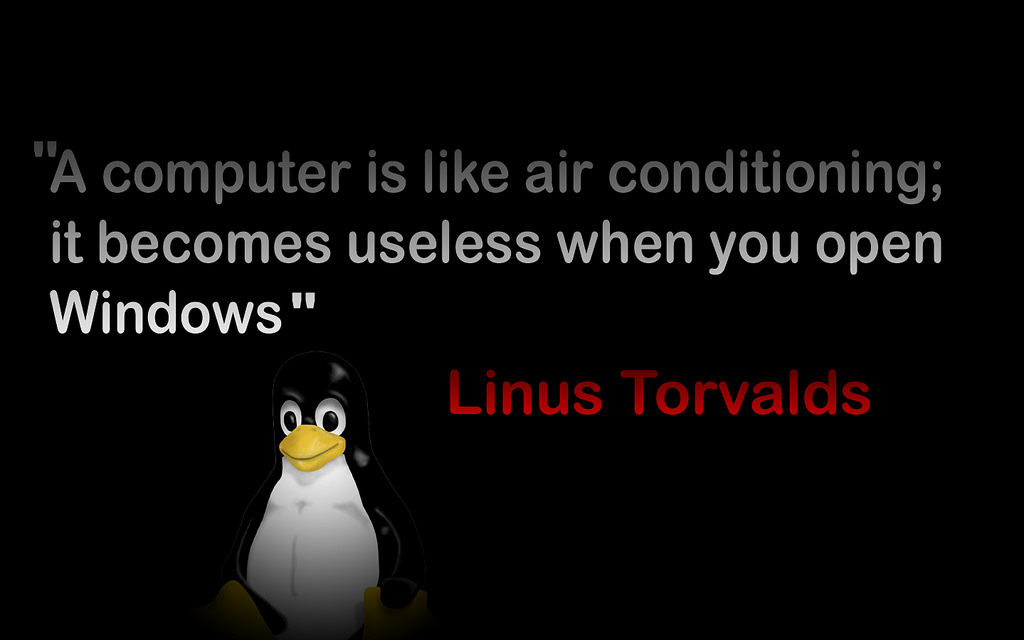 "A computer is like air conditioning;
it becomes useless when you open
Windows"
Linus Torvalds